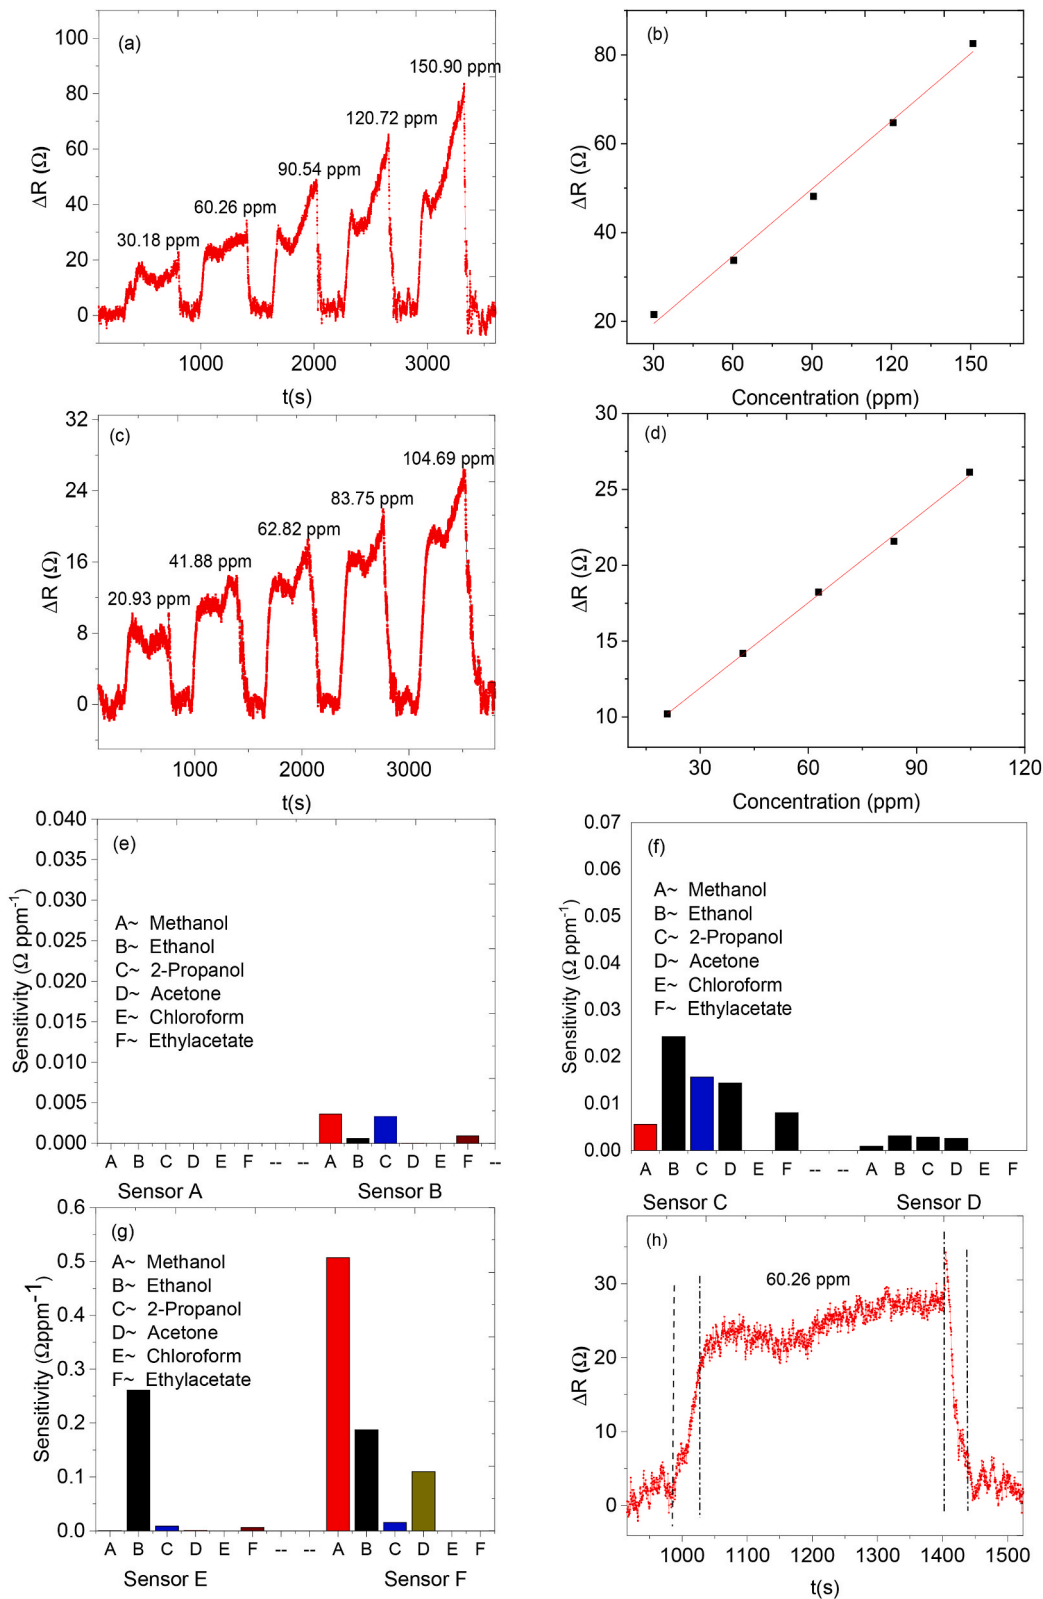 (a)
100
80
60
40
20
0
ΔR (Ω)
30.18 ppm
60.26 ppm
90.54 ppm
120.72 ppm
150.90 ppm
1000
2000
3000
t(s)
(b)
80
60
40
20
ΔR (Ω)
30
60
90
120
150
Concentration (ppm)
(c)
32
24
16
8
0
ΔR (Ω)
20.93 ppm
41.88 ppm
62.82 ppm
83.75 ppm
104.69 ppm
1000
2000
3000
t(s)
(d)
30
25
20
15
10
ΔR (Ω)
30
60
90
120
Concentration (ppm)
(e)
0.040
0.035
0.030
0.025
0.020
0.015
0.010
0.005
0.000
Sensitivity (Ω ppm-1)
A~ Methanol
B~ Ethanol
C~ 2-Propanol
D~ Acetone
E~ Chloroform
F~ Ethylacetate
A B C D E F -- -- A B C D E F --
Sensor A Sensor B
(f)
0.07
0.06
0.05
0.04
0.03
0.02
0.01
0.00
Sensitivity (Ω ppm-1)
A~ Methanol
B~ Ethanol
C~ 2-Propanol
D~ Acetone
E~ Chloroform
F~ Ethylacetate
A B C D E F -- -- A B C D E F
Sensor C Sensor D
(g)
0.6
0.5
0.4
0.3
0.2
0.1
0.0
Sensitivity (Ωppm-1)
A~ Methanol
B~ Ethanol
C~ 2-Propanol
D~ Acetone
E~ Chloroform
F~ Ethylacetate
A B C D E F -- -- A B C D E F
Sensor E Sensor F
(h)
30
20
10
0
ΔR (Ω)
60.26 ppm
1000 1100 1200 1300 1400 1500
t(s)